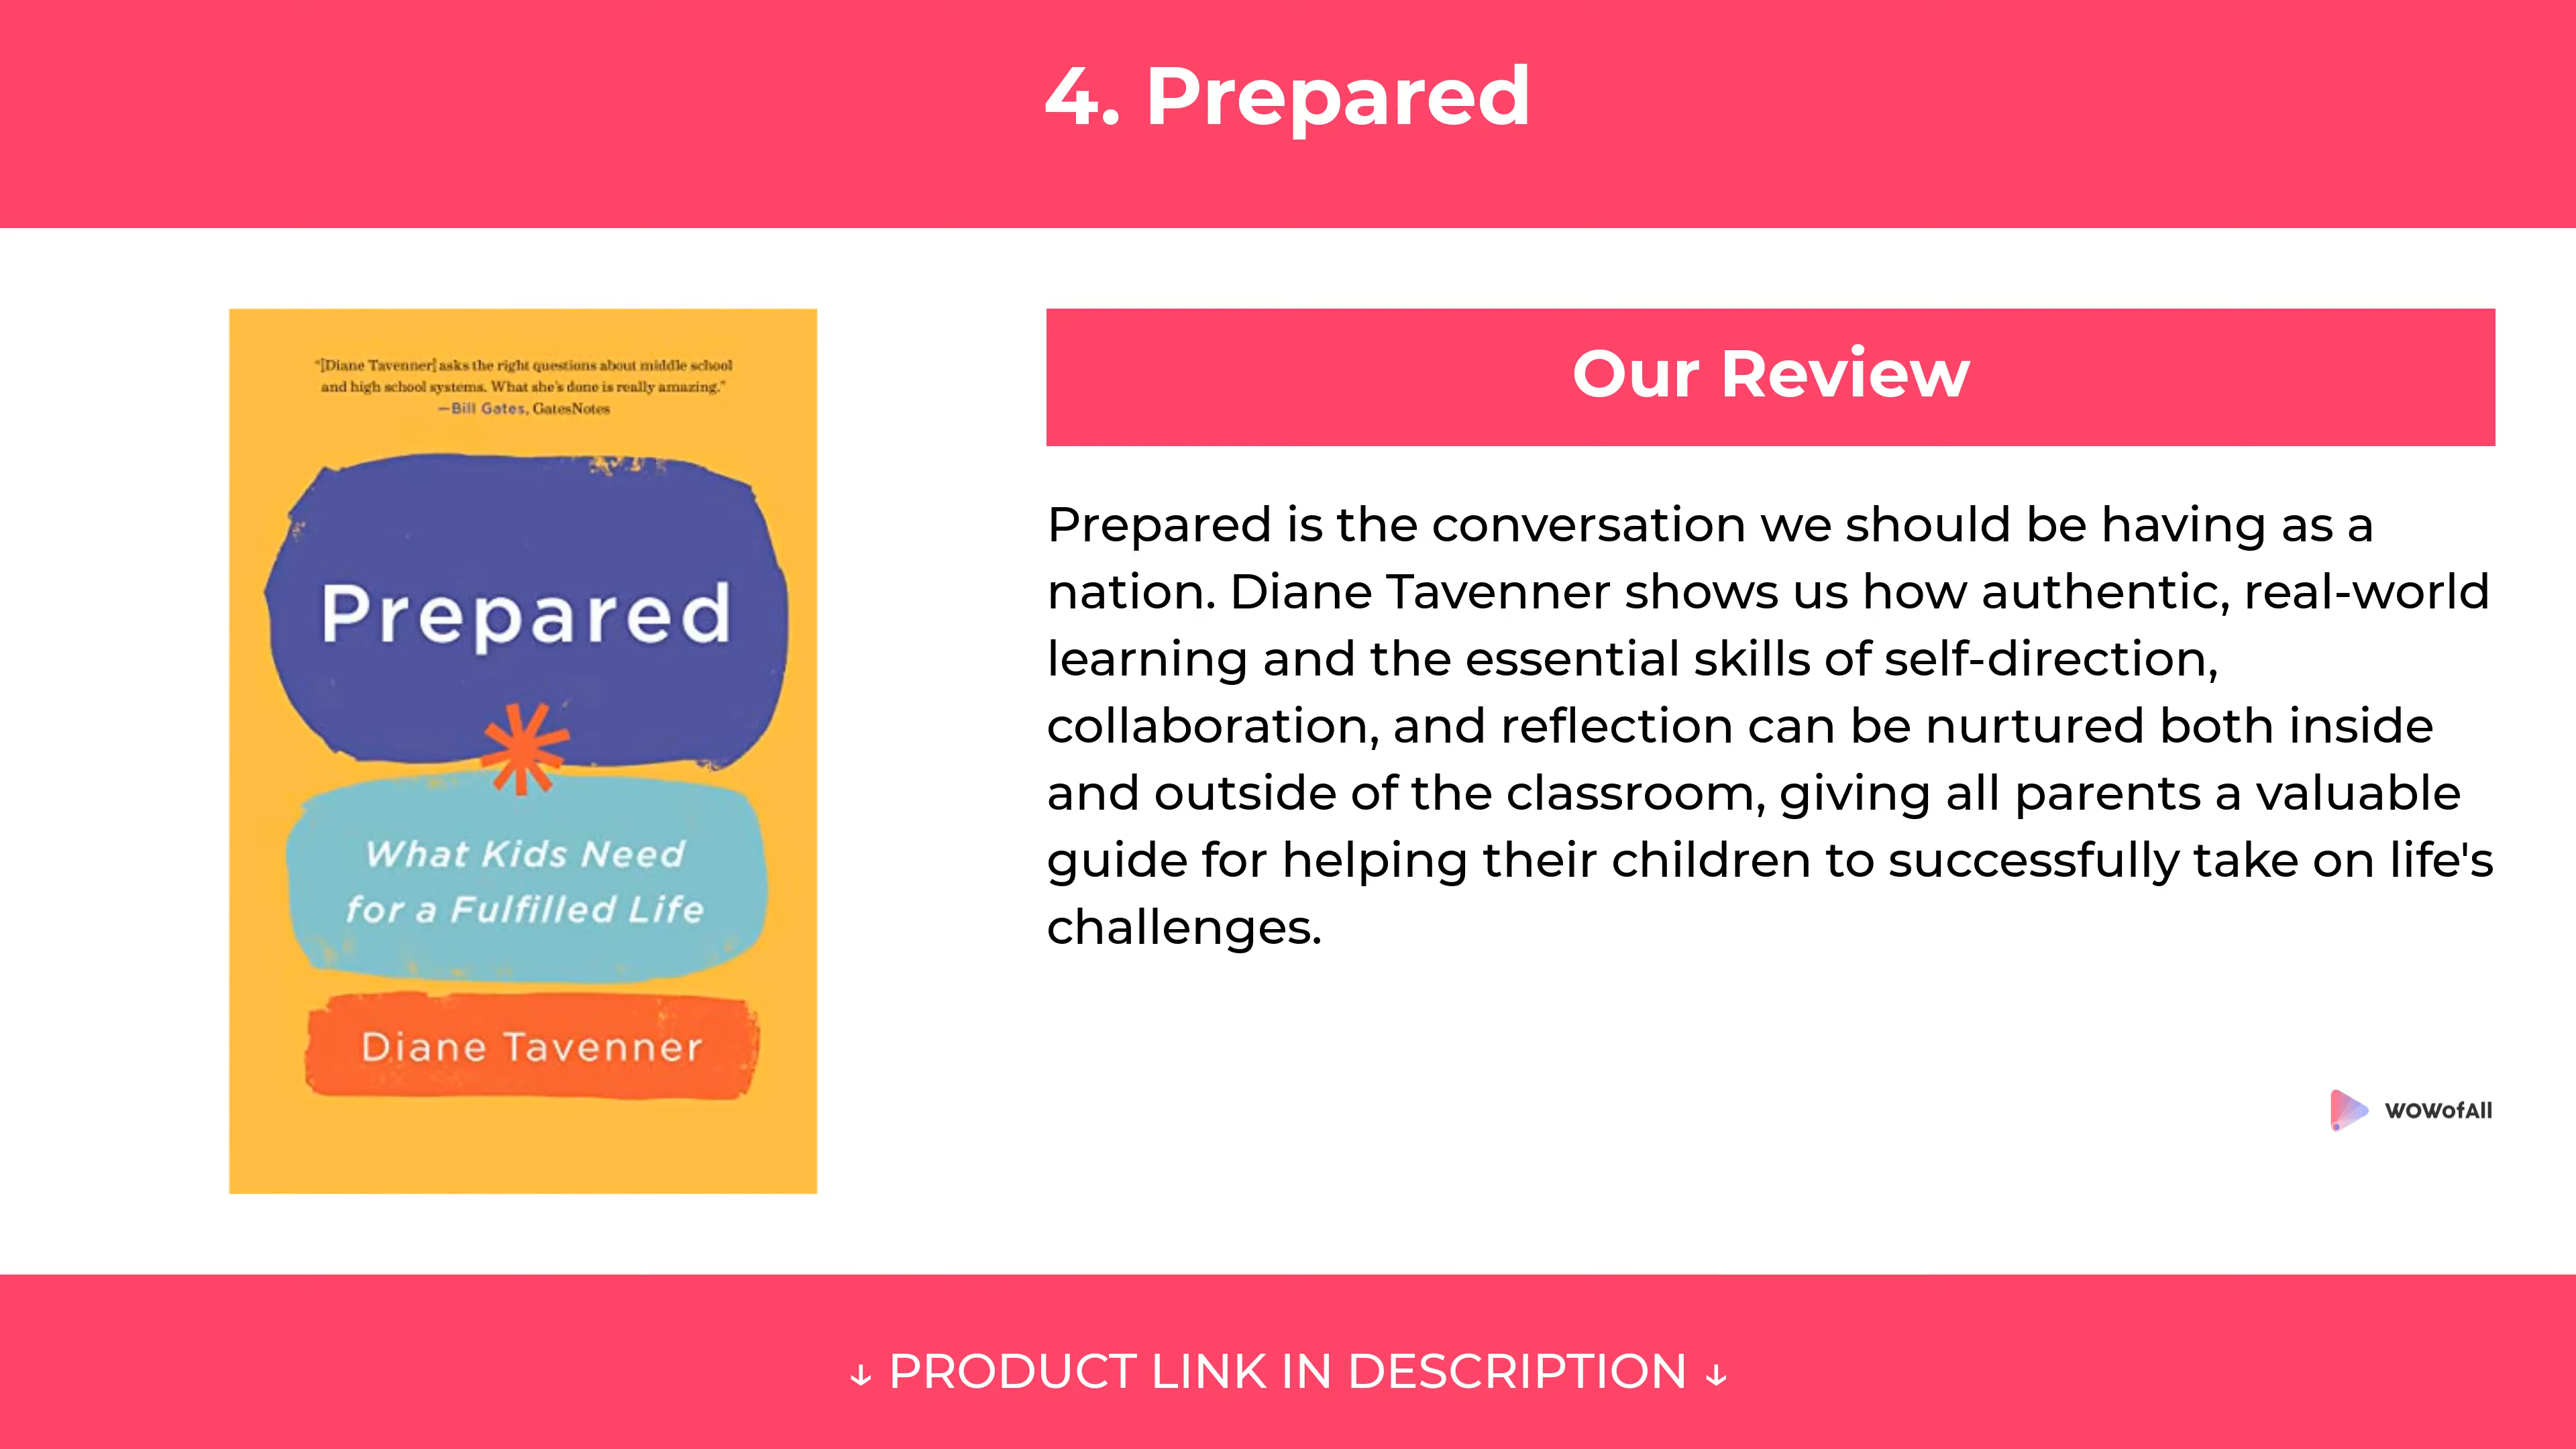 4. Prepared
"[Diane Tavenner] asks the right questions about middle school
and high school systems. What she's done is really amazing."
—Bill Gates, GatesNotes
Prepared
What Kids Need
for a Fulfilled Life
Diane Tavenner
Our Review
Prepared is the conversation we should be having as a
nation. Diane Tavenner shows us how authentic, real-world
learning and the essential skills of self-direction,
collaboration, and reflection can be nurtured both inside
and outside of the classroom, giving all parents a valuable
guide for helping their children to successfully take on life's
challenges.
WOWofAll
↓ PRODUCT LINK IN DESCRIPTION ↓